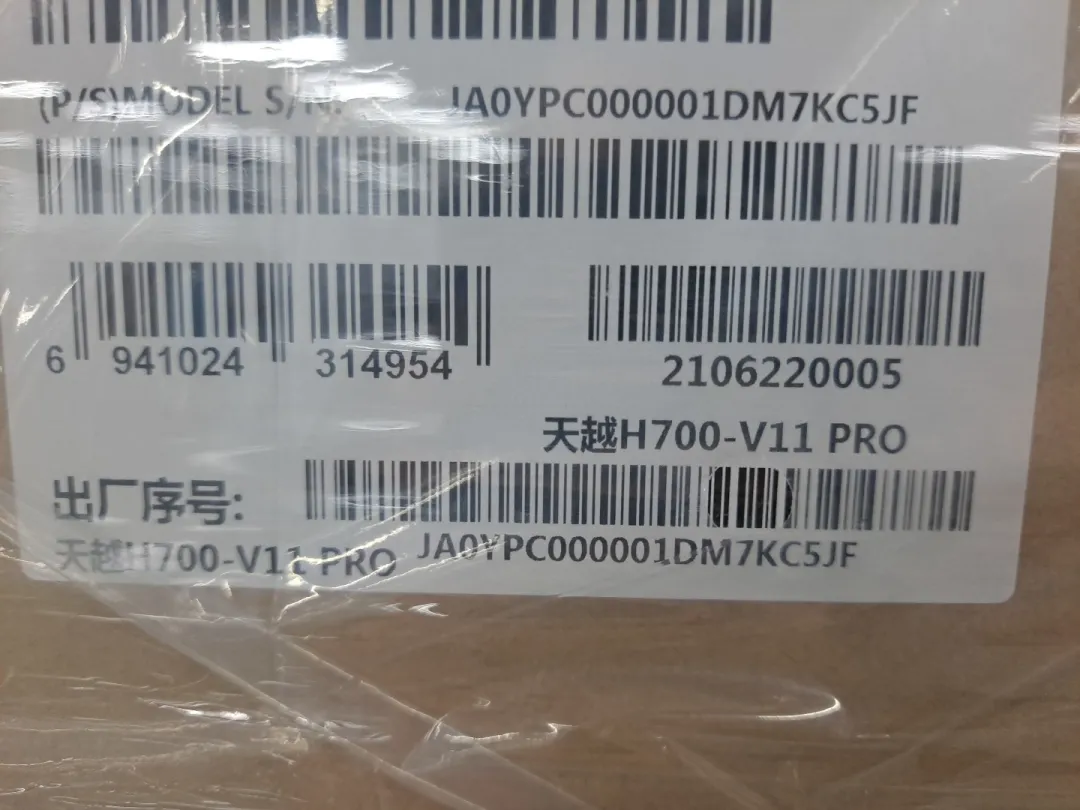 (P/S)MODEL S/N: JA0YPC000001DM7KC5JF
6 941024 314954
2106220005
天越H700-V11 PRO
出厂序号:
天越H700-V11 PRO JA0YPC000001DM7KC5JF